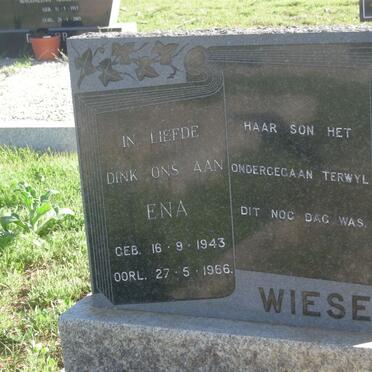 IN LIEFDE
DINK ONS AAN
ENA
GEB. 16 · 9 · 1943
OORL. 27 · 5 · 1966.
HAAR SON HET
ONDERGEGAAN TERWYL
DIT NOG DAG WAS.
WIESE